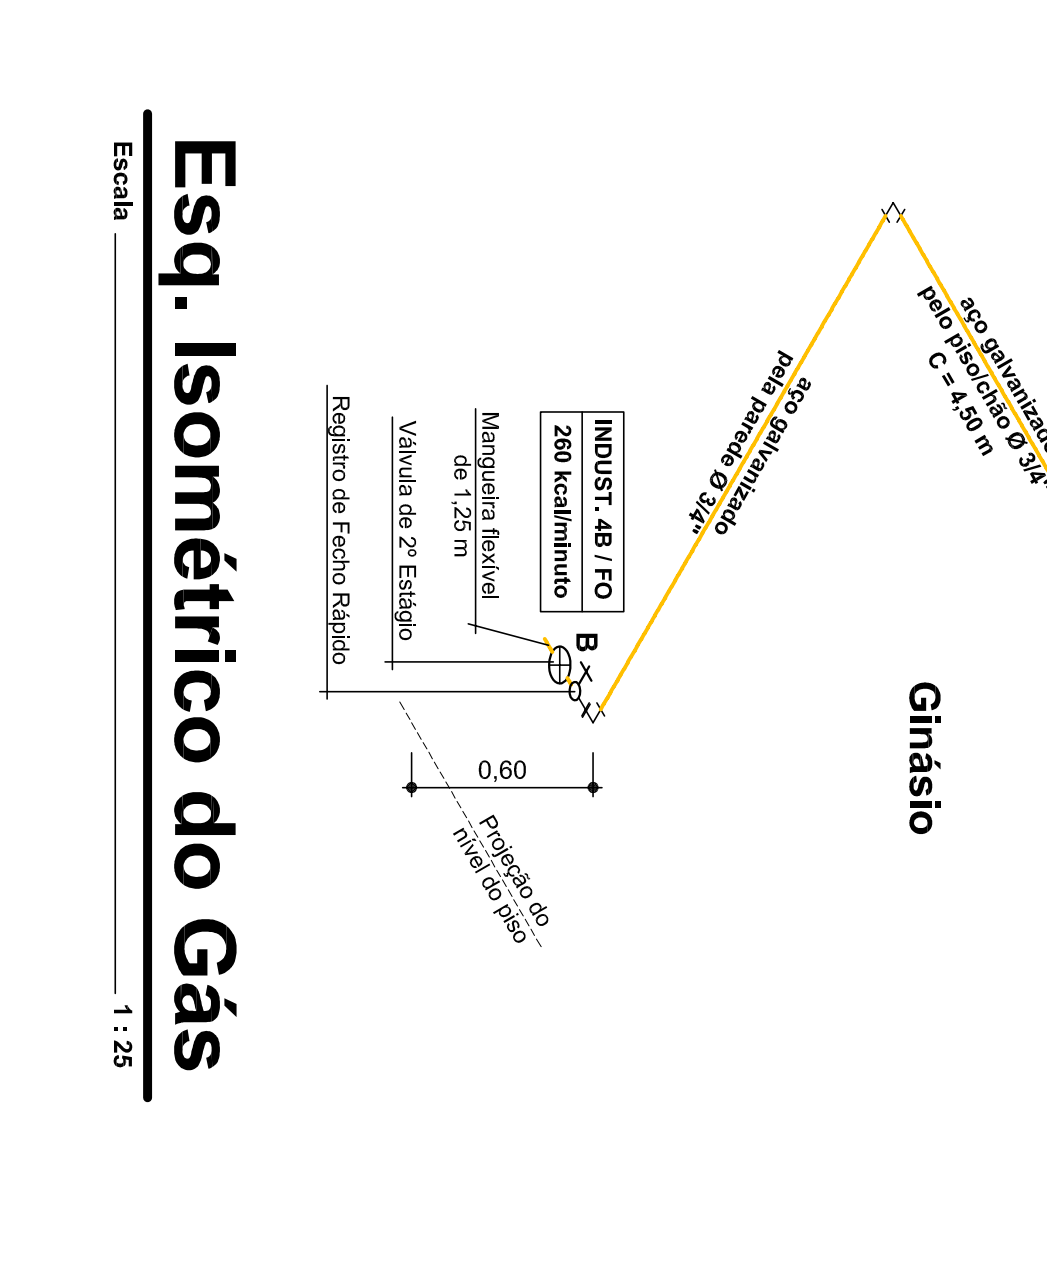 aço galvanizado
pelo piso/chão Ø 3/4"
C = 4,50 m
Ginásio
aço galvanizado
pela parede Ø 3/4"
INDUST. 4B / FO
260 kcal/minuto
B
Mangueira flexível
de 1,25 m
Válvula de 2º Estágio
Registro de Fecho Rápido
0,60
Projeção do
nível do piso
Esq. Isométrico do Gás
Escala 1 : 25